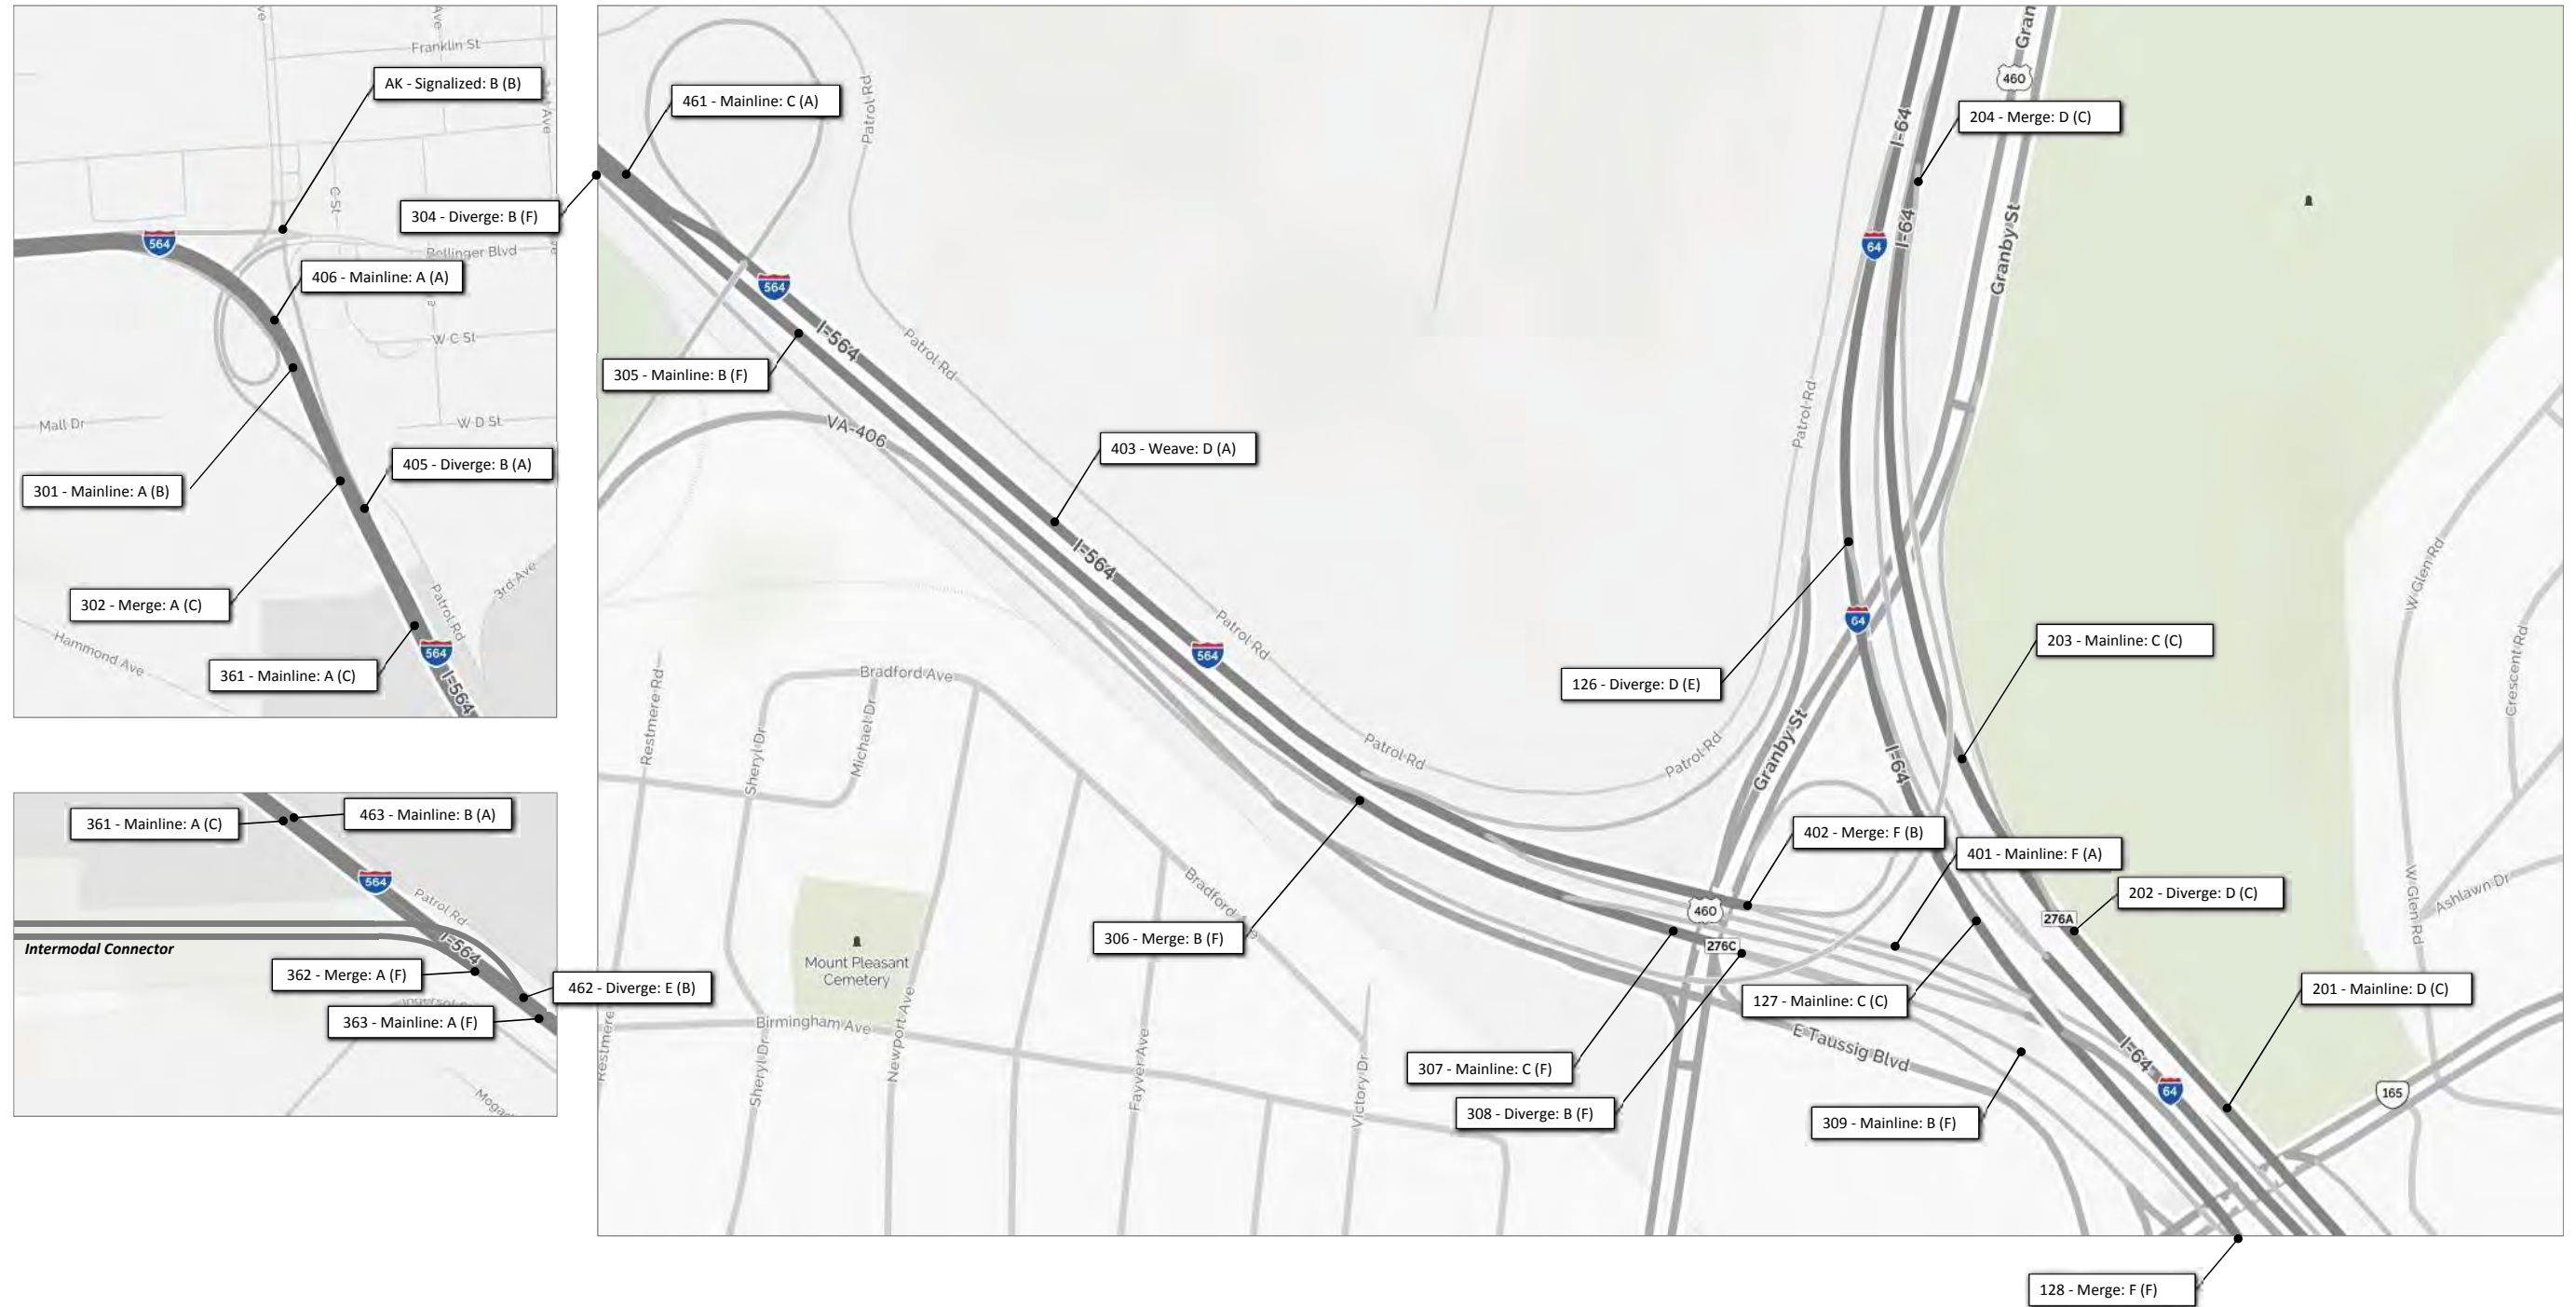 Franklin St
AK - Signalized: B (B)
C St
304 - Diverge: B (F)
564
Bellinger Blvd
406 - Mainline: A (A)
W C St
Mall Dr
W D St
405 - Diverge: B (A)
301 - Mainline: A (B)
3rd Ave
302 - Merge: A (C)
Patrol Rd
Hammond Ave
564
361 - Mainline: A (C)
I-564
361 - Mainline: A (C)
463 - Mainline: B (A)
564
Patrol Rd
I-564
Intermodal Connector
362 - Merge: A (F)
462 - Diverge: E (B)
363 - Mainline: A (F)
461 - Mainline: C (A)
Patrol Rd
460
204 - Merge: D (C)
I-64
64
I-64
Granby St
564
I-564
Patrol Rd
305 - Mainline: B (F)
VA-406
403 - Weave: D (A)
Patrol Rd
I-564
564
Patrol Rd
64
W Glen Rd
Crescent Rd
203 - Mainline: C (C)
126 - Diverge: D (E)
Restmere Rd
Bradford Ave
Sheryl Dr
Michael Dr
Patrol Rd
Patrol Rd
Granby St
I-64
402 - Merge: F (B)
401 - Mainline: F (A)
202 - Diverge: D (C)
276A
W Glen Rd
Ashlawn Dr
460
276C
306 - Merge: B (F)
Mount Pleasant
Cemetery
127 - Mainline: C (C)
201 - Mainline: D (C)
Birmingham Ave
E Taussig Blvd
I-64
64
165
Restmere
Sheryl Dr
Newport Ave
Fayver Ave
Victory Dr
307 - Mainline: C (F)
308 - Diverge: B (F)
309 - Mainline: B (F)
128 - Merge: F (F)